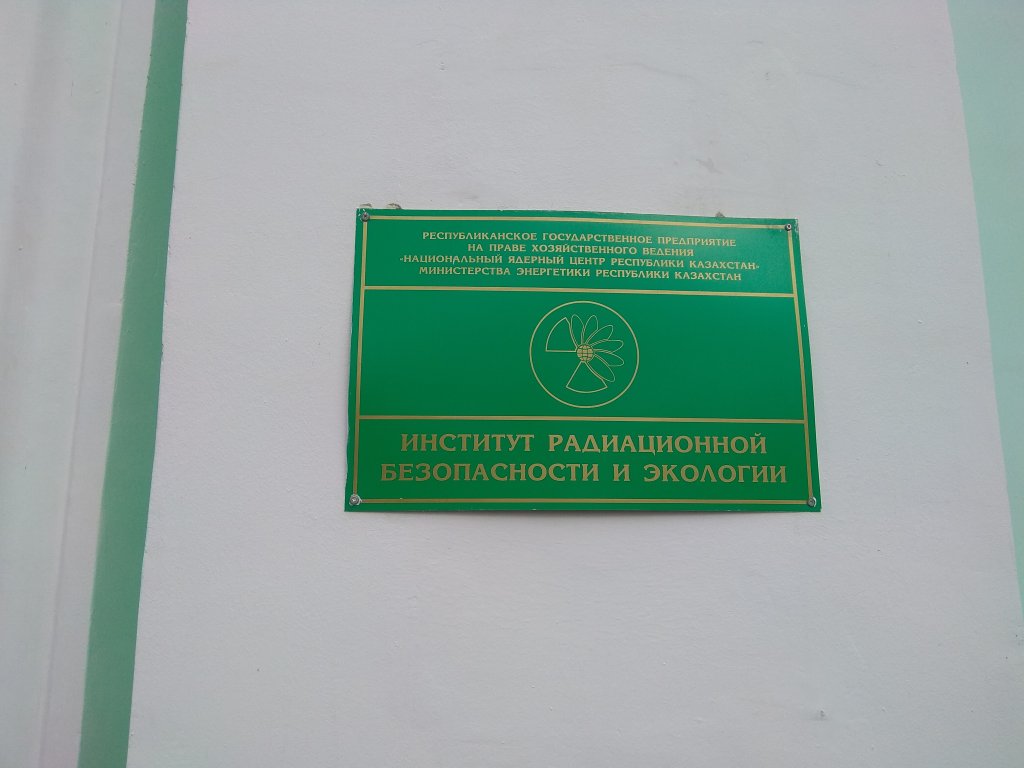 РЕСПУБЛИКАНСКОЕ ГОСУДАРСТВЕННОЕ ПРЕДПРИЯТИЕ
НА ПРАВЕ ХОЗЯЙСТВЕННОГО ВЕДЕНИЯ
«НАЦИОНАЛЬНЫЙ ЯДЕРНЫЙ ЦЕНТР РЕСПУБЛИКИ КАЗАХСТАН»
МИНИСТЕРСТВА ЭНЕРГЕТИКИ РЕСПУБЛИКИ КАЗАХСТАН
ИНСТИТУТ РАДИАЦИОННОЙ
БЕЗОПАСНОСТИ И ЭКОЛОГИИ